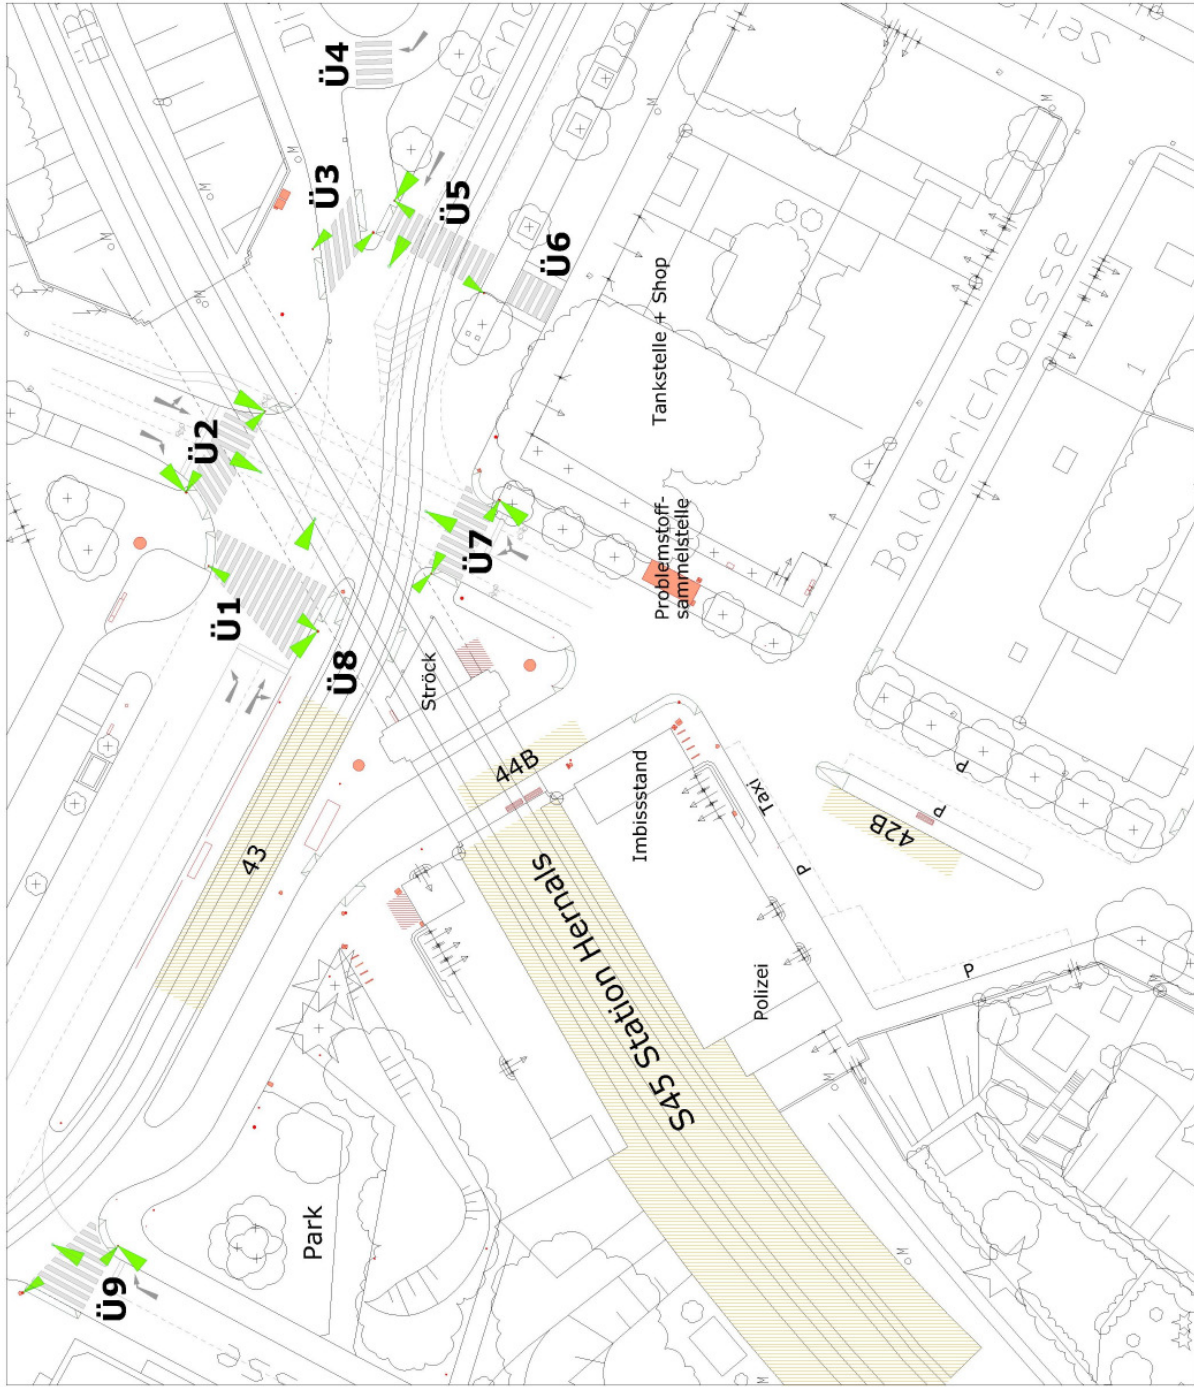 Ü4
Ü3
Ü5
Ü6
Ü2
Ü7
Ü1
Ü8
Ü9
Tankstelle + Shop
Problemstoff-
sammelstelle
Balderichgasse
1
Ströck
43
44B
Imbissstand
Taxi
P
P
P
42B
S45 Station Hernals
Polizei
P
Park
M
M
M
M
M
M
M
M
M